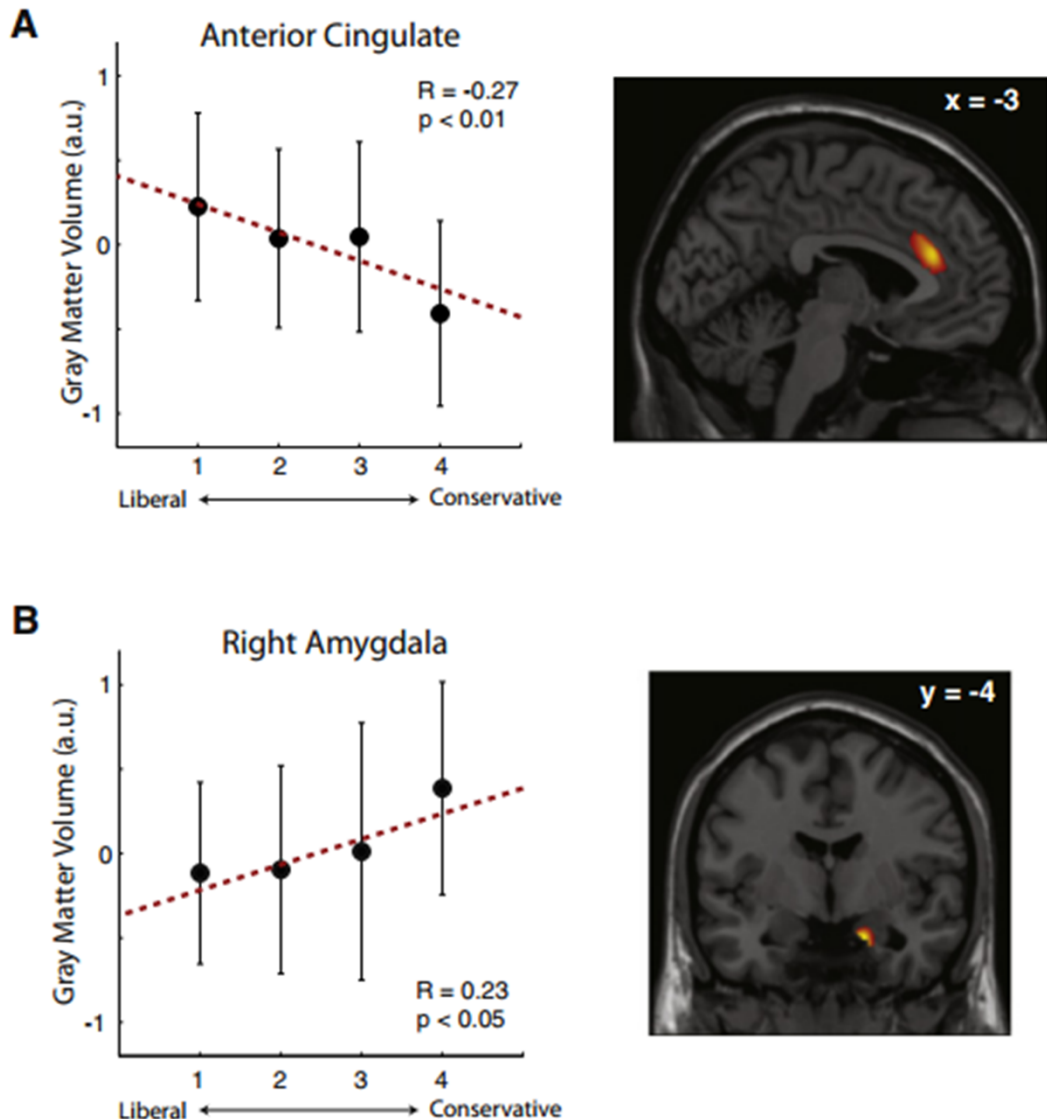 A
Anterior Cingulate
R = -0.27
p < 0.01
Gray Matter Volume (a.u.)
1
0
-1
1 2 3 4
Liberal Conservative
x = -3
B
Right Amygdala
Gray Matter Volume (a.u.)
1
0
-1
R = 0.23
p < 0.05
1 2 3 4
Liberal Conservative
y = -4